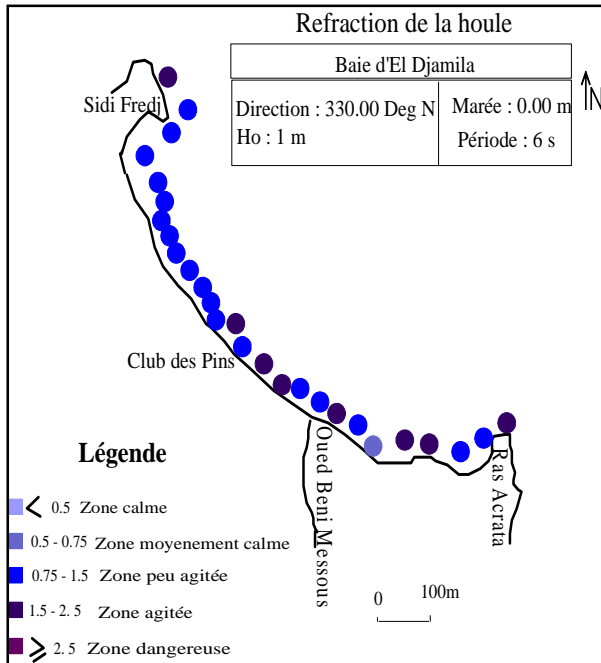 Refraction de la houle
Baie d'El Djamila
Direction : 330.00 Deg N
Ho : 1 m
Marée : 0.00 m
Période : 6 s
N
Sidi Fredj
Club des Pins
Oued Beni Messous
Ras Acrata
Légende
< 0.5 Zone calme
0.5 - 0.75 Zone moyenement calme
0.75 - 1.5 Zone peu agitée
1.5 - 2. 5 Zone agitée
≥ 2. 5 Zone dangereuse
0 100m